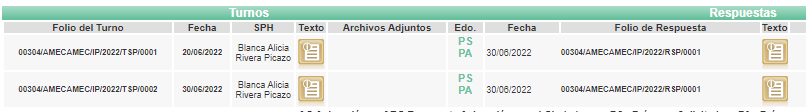 Turnos Respuestas
Folio del Turno Fecha SPH Texto Archivos Adjuntos Edo. Fecha Folio de Respuesta Texto
00304/AMECAMEC/IP/2022/TSP/0001 20/06/2022 Blanca Alicia Rivera Picazo PS PA 30/06/2022 00304/AMECAMEC/IP/2022/RSP/0001
00304/AMECAMEC/IP/2022/TSP/0002 30/06/2022 Blanca Alicia Rivera Picazo PS PA 30/06/2022 00304/AMECAMEC/IP/2022/RSP/0001